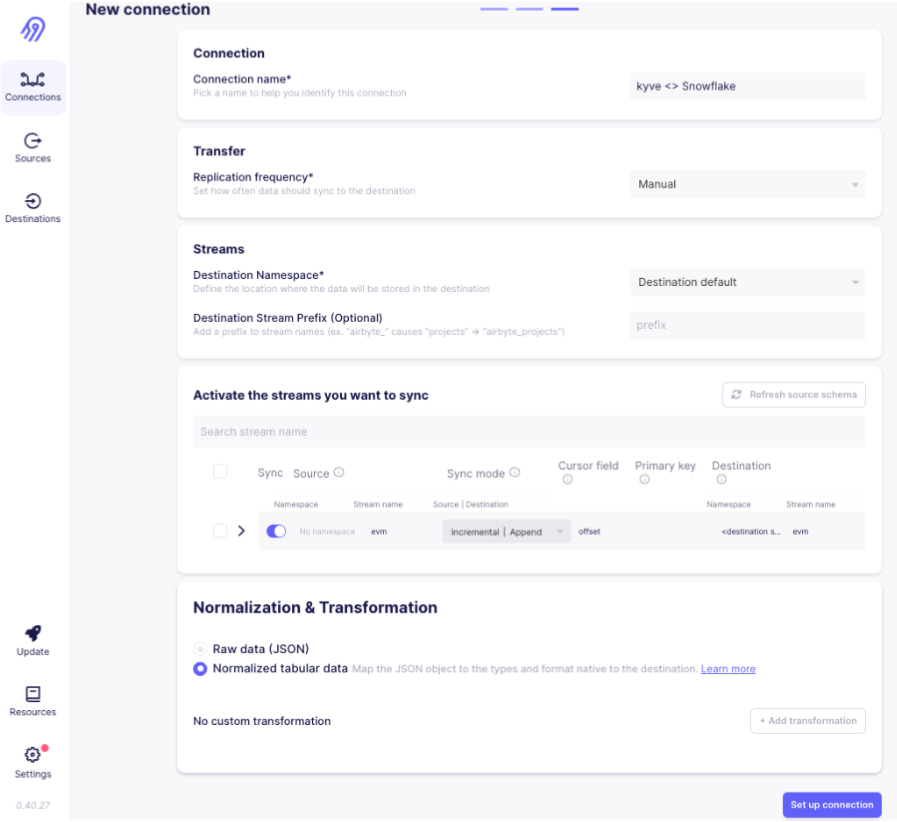 New connection
Connections
Sources
Destinations
Update
Resources
Settings
0.40.27
Connection
Connection name*
Pick a name to help you identify this connection
kyve <> Snowflake
Transfer
Replication frequency*
Set how often data should sync to the destination
Manual
Streams
Destination Namespace*
Define the location where the data will be stored in the destination
Destination default
Destination Stream Prefix (Optional)
Add a prefix to stream names (ex. "airbyte_" causes "projects" => "airbyte_projects")
prefix
Activate the streams you want to sync
Refresh source schema
Search stream name
Sync Source Sync mode Cursor field Primary key Destination
Namespace Stream name Source | Destination Namespace Stream name
No namespace evm Incremental | Append offset <destination s... evm
Normalization & Transformation
Raw data (JSON)
Normalized tabular data Map the JSON object to the types and format native to the destination. Learn more
No custom transformation
+ Add transformation
Set up connection